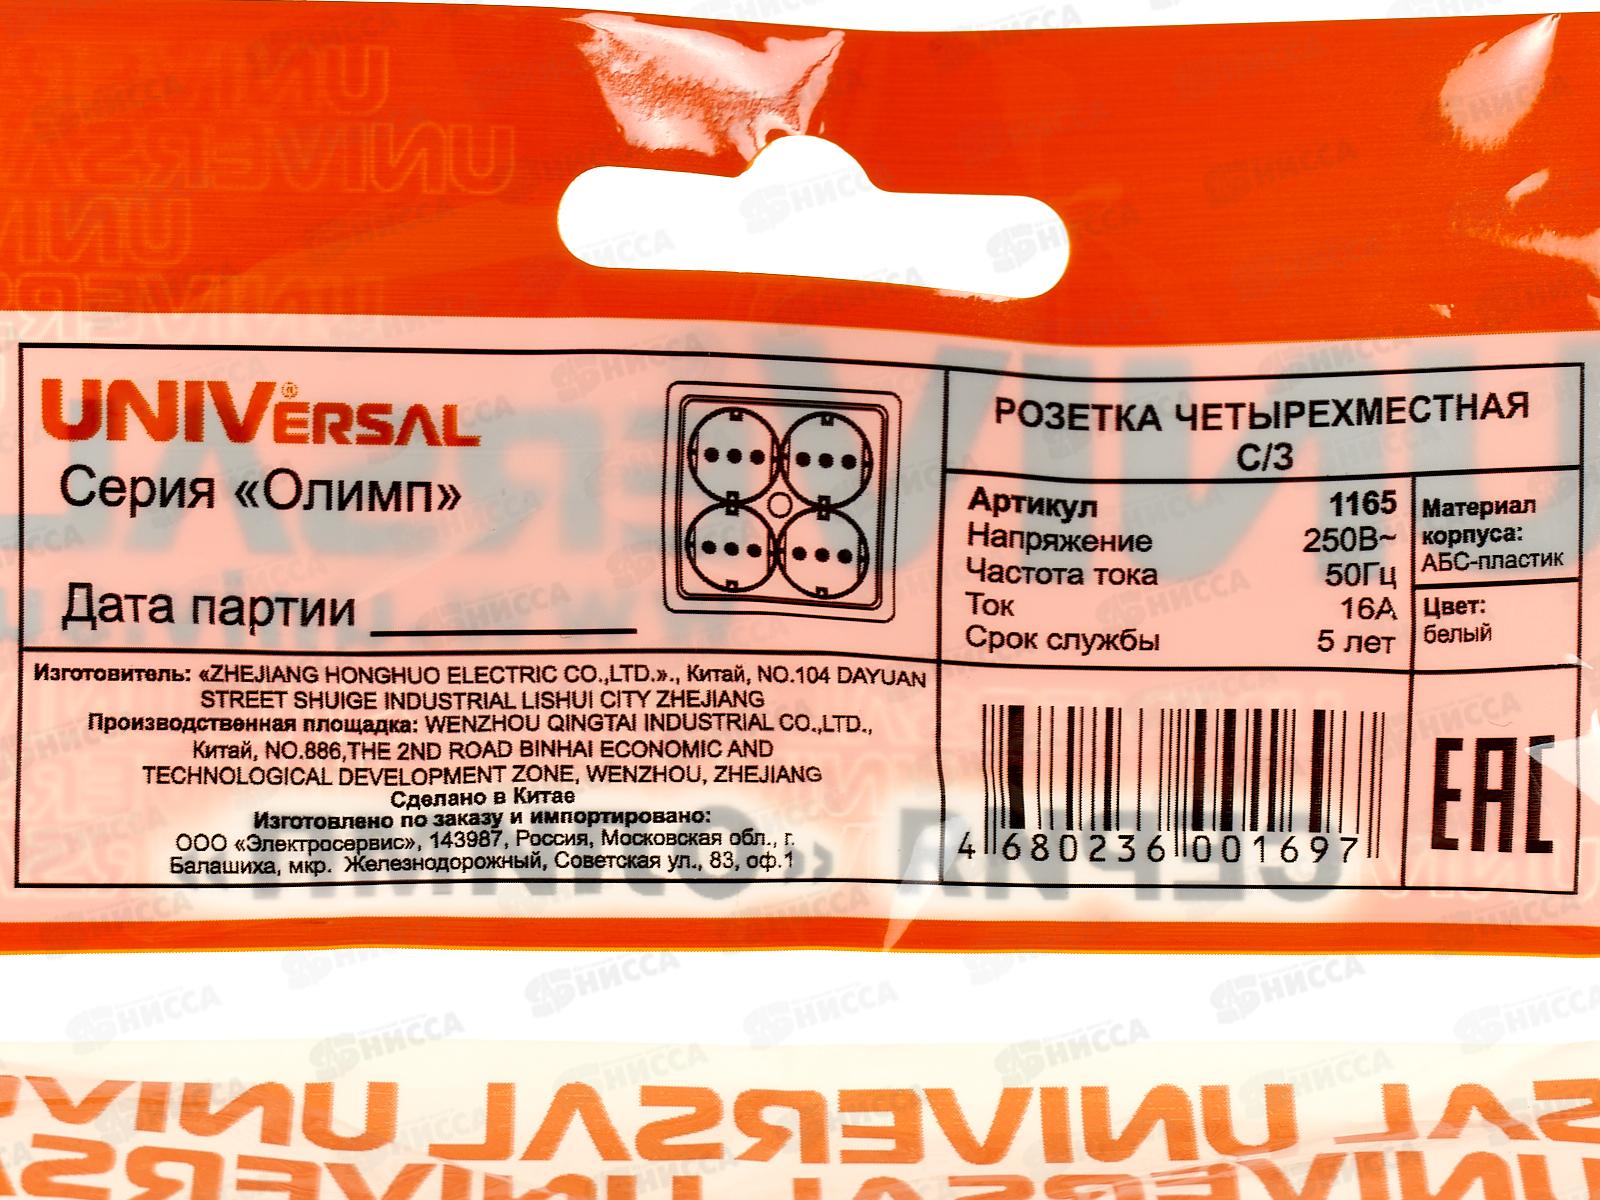 UNIVERSAL®
Серия «Олимп»
Дата партии
РОЗЕТКА ЧЕТЫРЕХМЕСТНАЯ
С/З
Артикул 1165
Напряжение 250В~
Частота тока 50Гц
Ток 16А
Срок службы 5 лет
Материал
корпуса:
АБС-пластик
Цвет:
белый
Изготовитель: «ZHEJIANG HONGHUO ELECTRIC CO.,LTD.»., Китай, NO.104 DAYUAN
STREET SHUIGE INDUSTRIAL LISHUI CITY ZHEJIANG
Производственная площадка: WENZHOU QINGTAI INDUSTRIAL CO.,LTD.,
Китай, NO.886,THE 2ND ROAD BINHAI ECONOMIC AND
TECHNOLOGICAL DEVELOPMENT ZONE, WENZHOU, ZHEJIANG
Сделано в Китае
Изготовлено по заказу и импортировано:
ООО «Электросервис», 143987, Россия, Московская обл., г.
Балашиха, мкр. Железнодорожный, Советская ул., 83, оф.1
4 680236 001697
EAC
UNIVERSAL UNIVERSAL